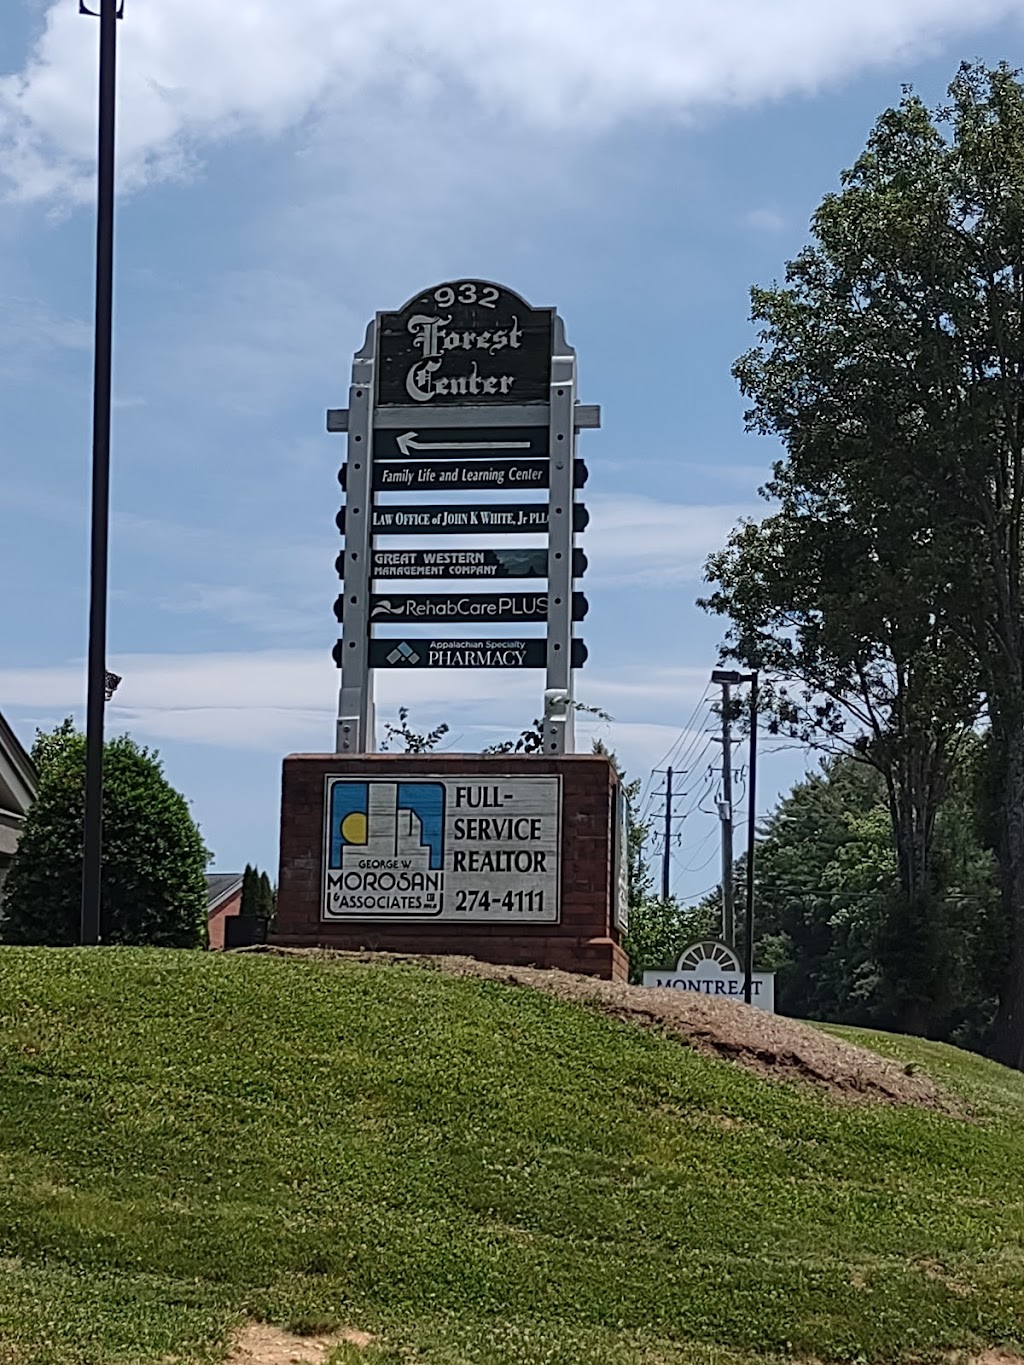 932
Forest
Center
Family Life and Learning Center
LAW OFFICE of JOHN K WHITE, Jr PLL
GREAT WESTERN
MANAGEMENT COMPANY
RehabCarePLUS
Appalachian Specialty
PHARMACY
GEORGE W.
MOROSANI
& ASSOCIATES
FULL-
SERVICE
REALTOR
274-4111
MONTREAT